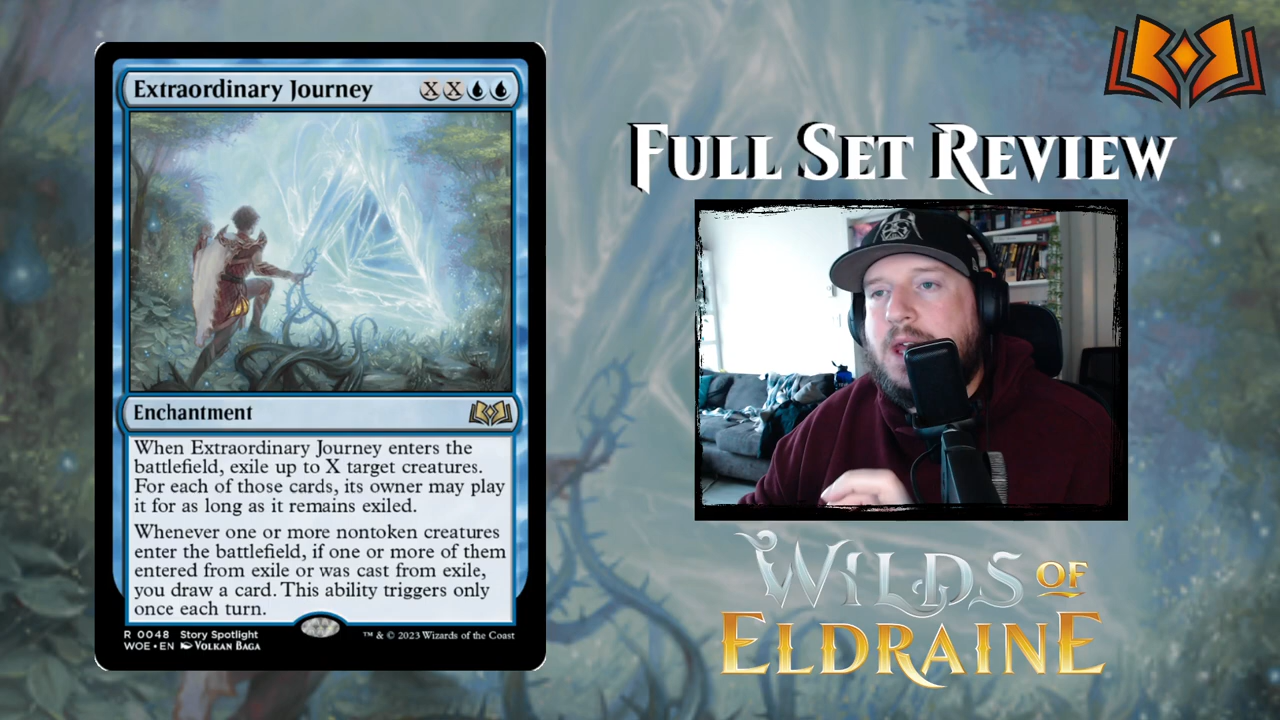 Extraordinary Journey XX
Enchantment
When Extraordinary Journey enters the
battlefield, exile up to X target creatures.
For each of those cards, its owner may play
it for as long as it remains exiled.
Whenever one or more nontoken creatures
enter the battlefield, if one or more of them
entered from exile or was cast from exile,
you draw a card. This ability triggers only
once each turn.
R 0048 Story Spotlight
WOE • EN VOLKAN BAGA
™ & © 2023 Wizards of the Coast
FULL SET REVIEW
WILDS OF
ELDRAINE